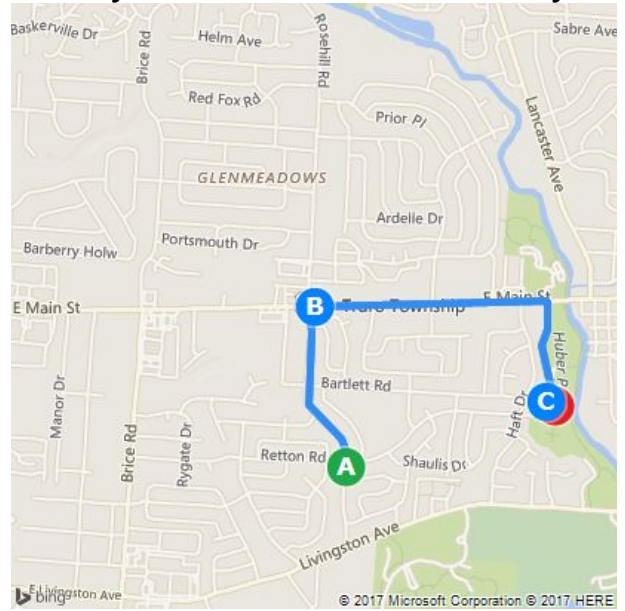 Baskerville Dr
Helm Ave
Rosehill Rd
Sabre Ave
Brice Rd
Red Fox Rd
Prior Pl
Lancaster Ave
GLENMEADOWS
Ardelle Dr
Portsmouth Dr
Barberry Holw
E Main St
B
Truro Township
E Main St
Huber P
Manor Dr
Bartlett Rd
C
Haft Dr
Brice Rd
Rygate Dr
Retton Rd
A
Shaulis Dr
Livingston Ave
E Livingston Ave
bing
© 2017 Microsoft Corporation © 2017 HERE